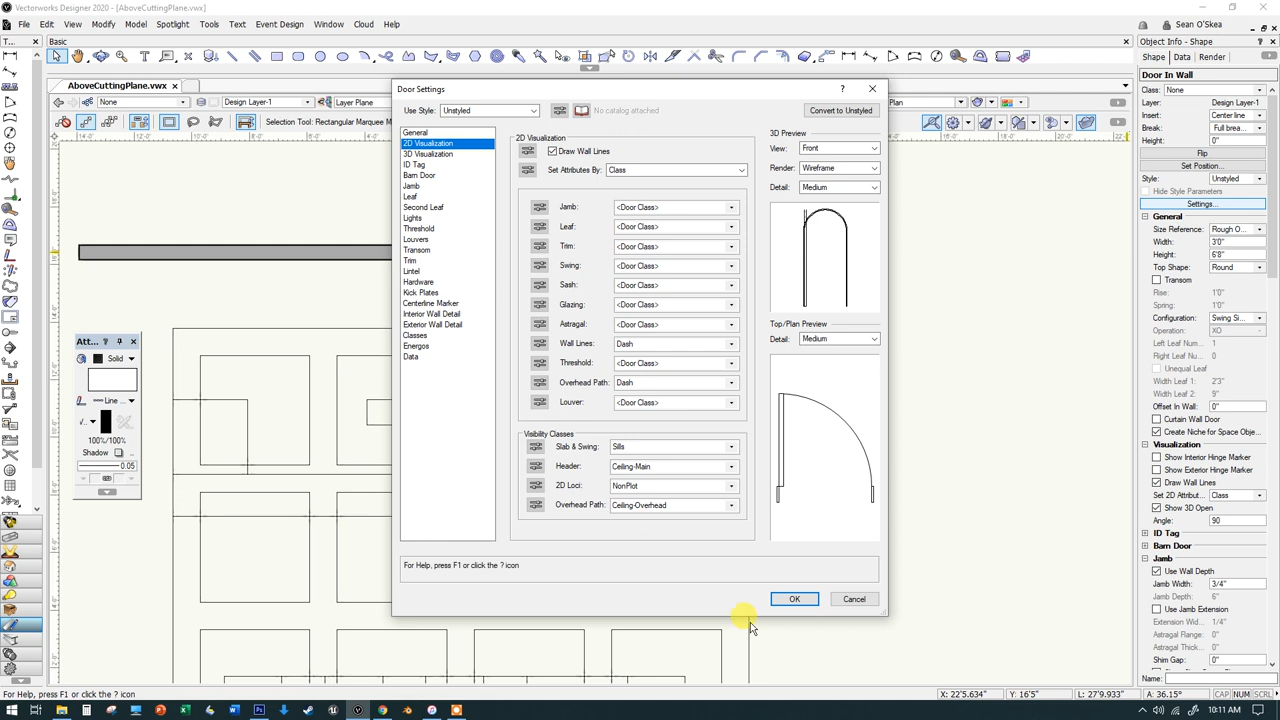 Vectorworks Designer 2020 - [AboveCuttingPlane.vwx]
File Edit View Modify Model Spotlight Tools Text Event Design Window Cloud Help
Sean O'Skea
T... × Basic
Object Info - Shape
AboveCuttingPlane.vwx ×
Shape Data Render
None Design Layer-1 Layer Plane
Plan
Selection Tool: Rectangular Marquee M
14'0" 12'0"
4'0"
18'0" 20'0" 22'0"
Door Settings
Use Style: Unstyled No catalog attached Convert to Unstyled
General
2D Visualization
3D Visualization
ID Tag
Barn Door
Jamb
Leaf
Second Leaf
Lights
Threshold
Louvers
Transom
Trim
Lintel
Hardware
Kick Plates
Centerline Marker
Interior Wall Detail
Exterior Wall Detail
Classes
Energos
Data
2D Visualization
Draw Wall Lines
Set Attributes By: Class
Jamb: <Door Class>
Leaf: <Door Class>
Trim: <Door Class>
Swing: <Door Class>
Sash: <Door Class>
Glazing: <Door Class>
Astragal: <Door Class>
Wall Lines: Dash
Threshold: <Door Class>
Overhead Path: Dash
Louver: <Door Class>
Visibility Classes
Slab & Swing: Sills
Header: Ceiling-Main
2D Loci: NonPlot
Overhead Path: Ceiling-Overhead
3D Preview
View: Front
Render: Wireframe
Detail: Medium
Top/Plan Preview
Detail: Medium
For Help, press F1 or click the ? icon
OK Cancel
Att... ? ×
Solid
Line ...
100%/100%
Shadow
0.05
Door In Wall
Class: None
Layer: Design Layer-1
Insert: Center line
Break: Full brea...
Height: 0"
Flip
Set Position...
Style: Unstyled
Hide Style Parameters
Settings...
General
Size Reference: Rough O...
Width: 3'0"
Height: 6'8"
Top Shape: Round
Transom
Rise: 1'0"
Spring: 1'0"
Configuration: Swing Si...
Operation: XO
Left Leaf Num... 1
Right Leaf Nu... 0
Unequal Leaf
Width Leaf 1: 2'3"
Width Leaf 2: 9"
Offset In Wall: 0"
Curtain Wall Door
Create Niche for Space Obje...
Visualization
Show Interior Hinge Marker
Show Exterior Hinge Marker
Draw Wall Lines
Set 2D Attribut... Class
Show 3D Open
Angle: 90
ID Tag
Barn Door
Jamb
Use Wall Depth
Jamb Width: 3/4"
Jamb Depth: 6"
Use Jamb Extension
Extension Wid... 1/4"
Astragal Range: 0"
Astragal Thick... 0"
Shim Gap: 0"
Name:
For Help, press F1 or click the ? icon
X: 22'5.634" Y: 16'5" L: 27'9.933" A: 36.15° CAP NUM SCRL
10:11 AM